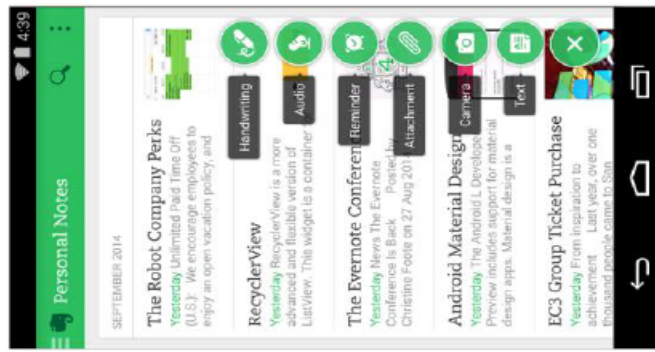 4:39
Personal Notes
SEPTEMBER 2014
The Robot Company Perks
Yesterday Unlimited Paid Time Off
(U.S.): We encourage employees to
enjoy an open vacation policy, and
Handwriting
RecyclerView
Yesterday RecyclerView is a more
advanced and flexible version of
ListView. This widget is a container
Audio
Reminder
The Evernote Conference
Yesterday News The Evernote
Conference Is Back Posted by
Christine Foote on 27 Aug 201
Attachment
Camera
Android Material Design
Yesterday The Android L Develope
Preview includes support for material
design apps. Material design is a
Text
EC3 Group Ticket Purchase
Yesterday From Inspiration to
achievement Last year, over one
thousand people came to San